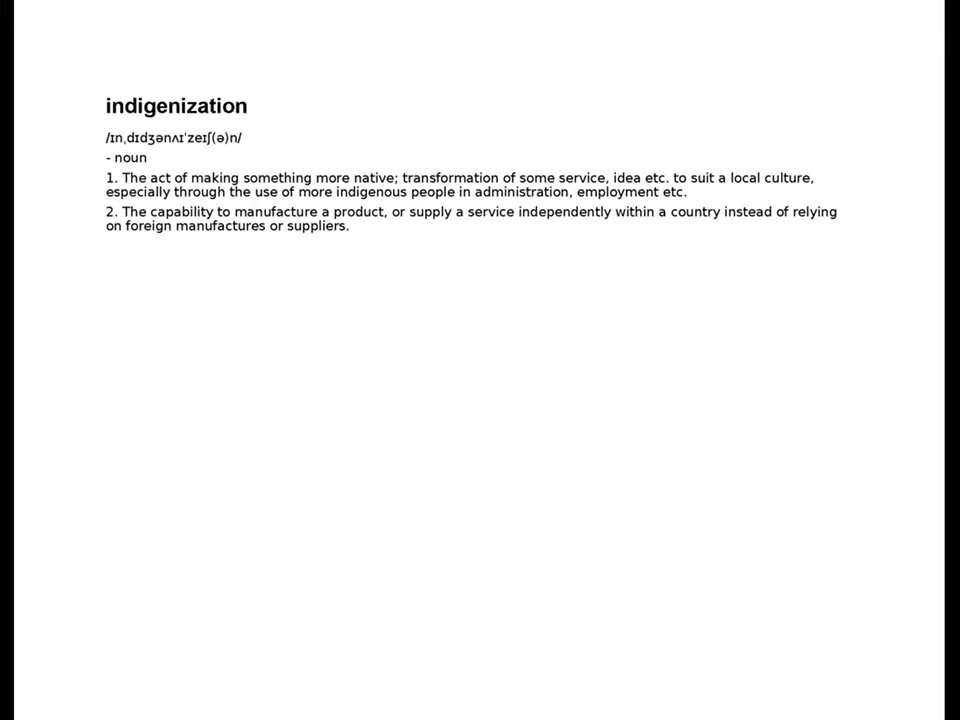 indigenization
/ɪnˌdɪdʒənʌɪˈzeɪʃ(ə)n/
- noun
1. The act of making something more native; transformation of some service, idea etc. to suit a local culture,
especially through the use of more indigenous people in administration, employment etc.
2. The capability to manufacture a product, or supply a service independently within a country instead of relying
on foreign manufactures or suppliers.